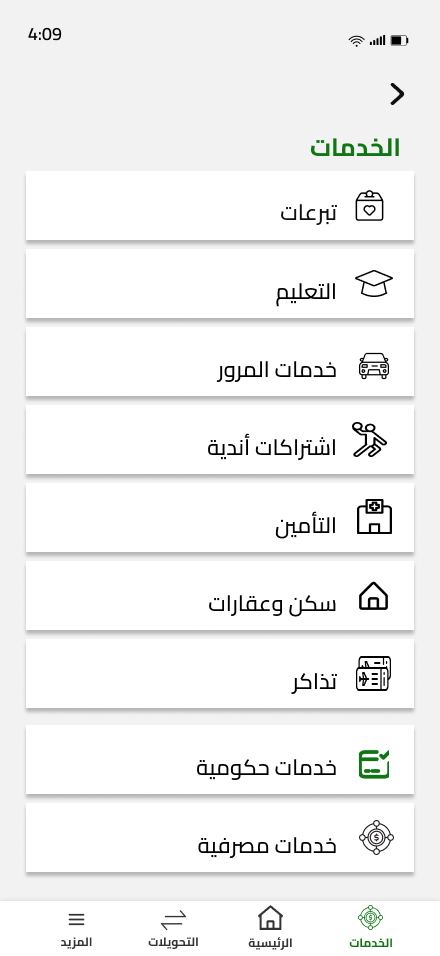 4:09
الخدمات
تبرعات
التعليم
خدمات المرور
اشتراكات أندية
التأمين
سكن وعقارات
تذاكر
خدمات حكومية
خدمات مصرفية
الخدمات
الرئيسية
التحويلات
المزيد